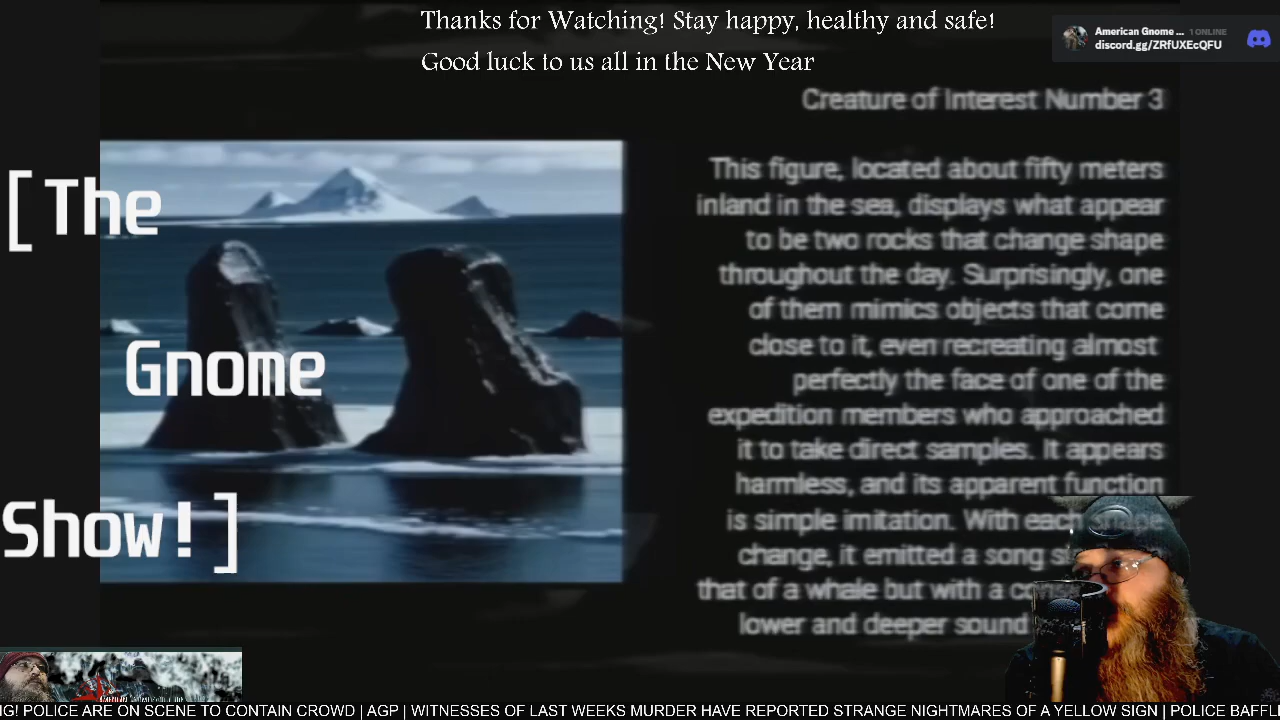 Thanks for Watching! Stay happy, healthy and safe!
Good luck to us all in the New Year
American Gnome ... 1 ONLINE
discord.gg/ZRfUXEcQFU
Creature of Interest Number 3
[The
Gnome
Show!]
This figure, located about fifty meters
inland in the sea, displays what appear
to be two rocks that change shape
throughout the day. Surprisingly, one
of them mimics objects that come
close to it, even recreating almost
perfectly the face of one of the
expedition members who approached
it to take direct samples. It appears
harmless, and its apparent function
is simple imitation. With each shape
change, it emitted a song
that of a whale but with a
lower and deeper sound
NG! POLICE ARE ON SCENE TO CONTAIN CROWD | AGP | WITNESSES OF LAST WEEKS MURDER HAVE REPORTED STRANGE NIGHTMARES OF A YELLOW SIGN | POLICE BAFFLE